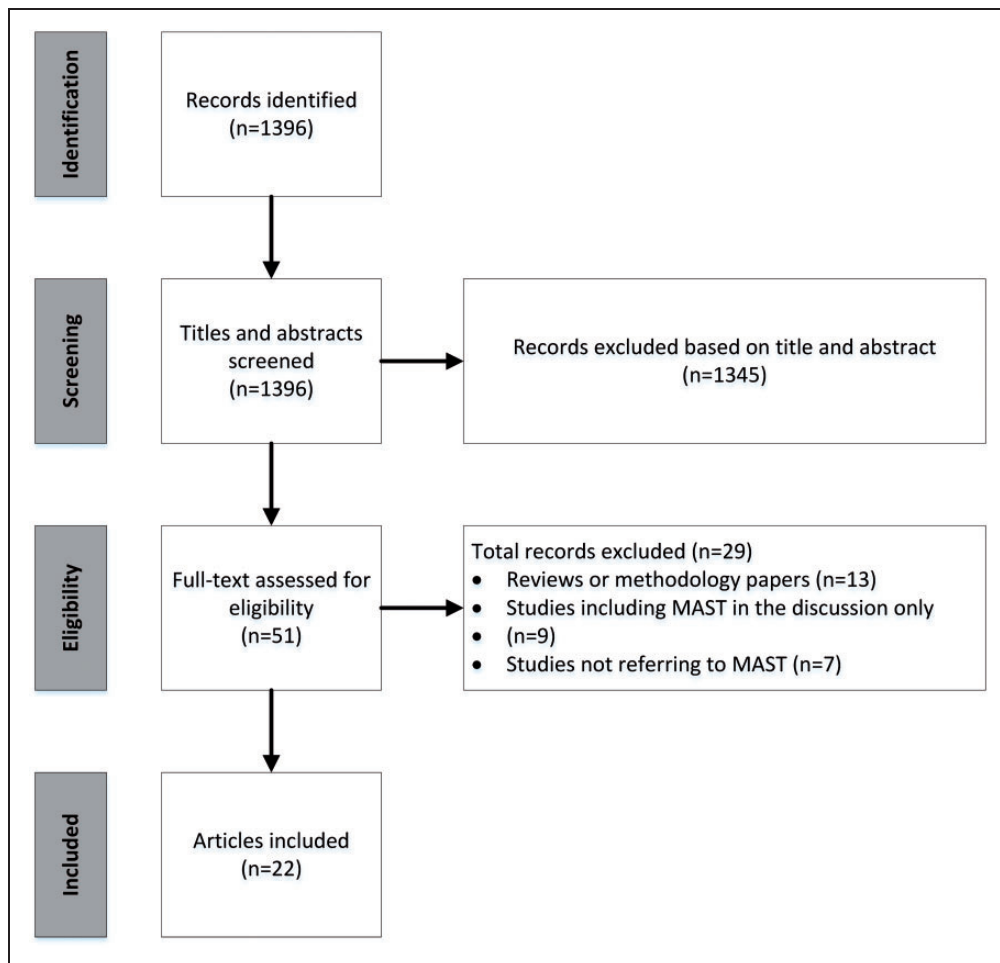 Identification
Records identified
(n=1396)
Screening
Titles and abstracts
screened
(n=1396)
Records excluded based on title and abstract
(n=1345)
Eligibility
Full-text assessed for
eligibility
(n=51)
Total records excluded (n=29)
• Reviews or methodology papers (n=13)
• Studies including MAST in the discussion only
• (n=9)
• Studies not referring to MAST (n=7)
Included
Articles included
(n=22)